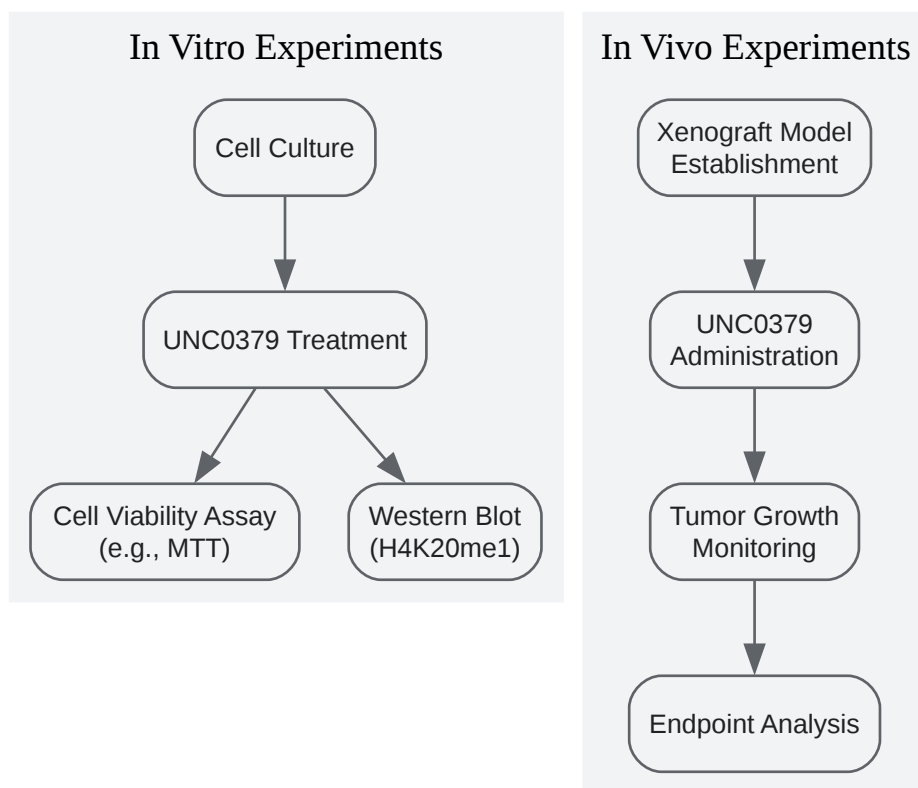 In Vitro Experiments
Cell Culture
UNC0379 Treatment
Cell Viability Assay
(e.g., MTT)
Western Blot
(H4K20me1)
In Vivo Experiments
Xenograft Model
Establishment
UNC0379
Administration
Tumor Growth
Monitoring
Endpoint Analysis